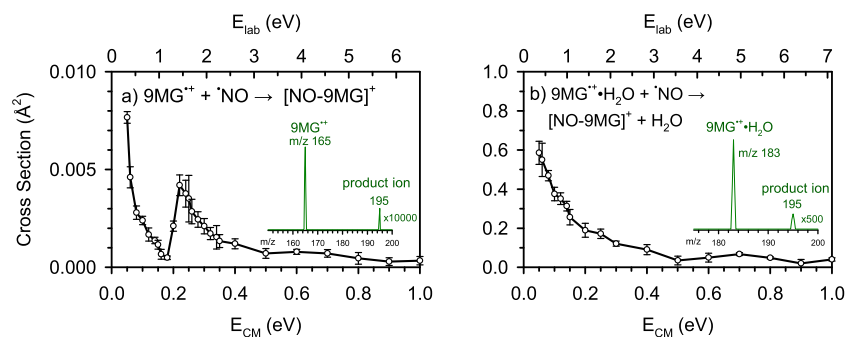 E_lab (eV)
0 1 2 3 4 5 6
0.010
0.005
0.000
Cross Section (Å²)
a) 9MG•⁺ + •NO → [NO-9MG]⁺
9MG•⁺
m/z 165
product ion
195
x10000
m/z 160 170 180 190 200
0.0 0.2 0.4 0.6 0.8 1.0
E_CM (eV)
E_lab (eV)
0 1 2 3 4 5 6 7
1.0
0.8
0.6
0.4
0.2
0.0
b) 9MG•⁺•H₂O + •NO →
[NO-9MG]⁺ + H₂O
9MG•⁺•H₂O
m/z 183
product ion
195
x500
m/z 180 190 200
0.0 0.2 0.4 0.6 0.8 1.0
E_CM (eV)